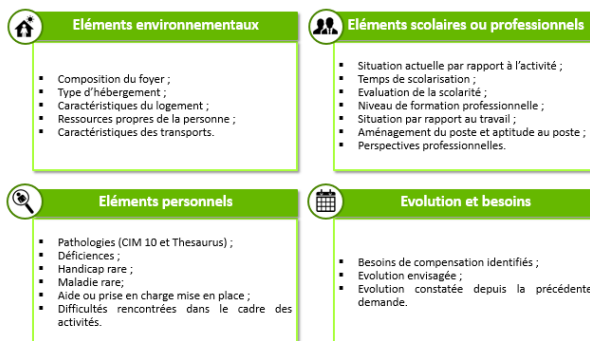 Eléments environnementaux
▪ Composition du foyer ;
▪ Type d’hébergement ;
▪ Caractéristiques du logement ;
▪ Ressources propres de la personne ;
▪ Caractéristiques des transports.
Eléments scolaires ou professionnels
▪ Situation actuelle par rapport à l’activité ;
▪ Temps de scolarisation ;
▪ Evaluation de la scolarité ;
▪ Niveau de formation professionnelle ;
▪ Situation par rapport au travail ;
▪ Aménagement du poste et aptitude au poste ;
▪ Perspectives professionnelles.
Eléments personnels
▪ Pathologies (CIM 10 et Thesaurus) ;
▪ Déficiences ;
▪ Handicap rare ;
▪ Maladie rare;
▪ Aide ou prise en charge mise en place ;
▪ Difficultés rencontrées dans le cadre des
activités.
Evolution et besoins
▪ Besoins de compensation identifiés ;
▪ Evolution envisagée ;
▪ Evolution constatée depuis la précédente
demande.